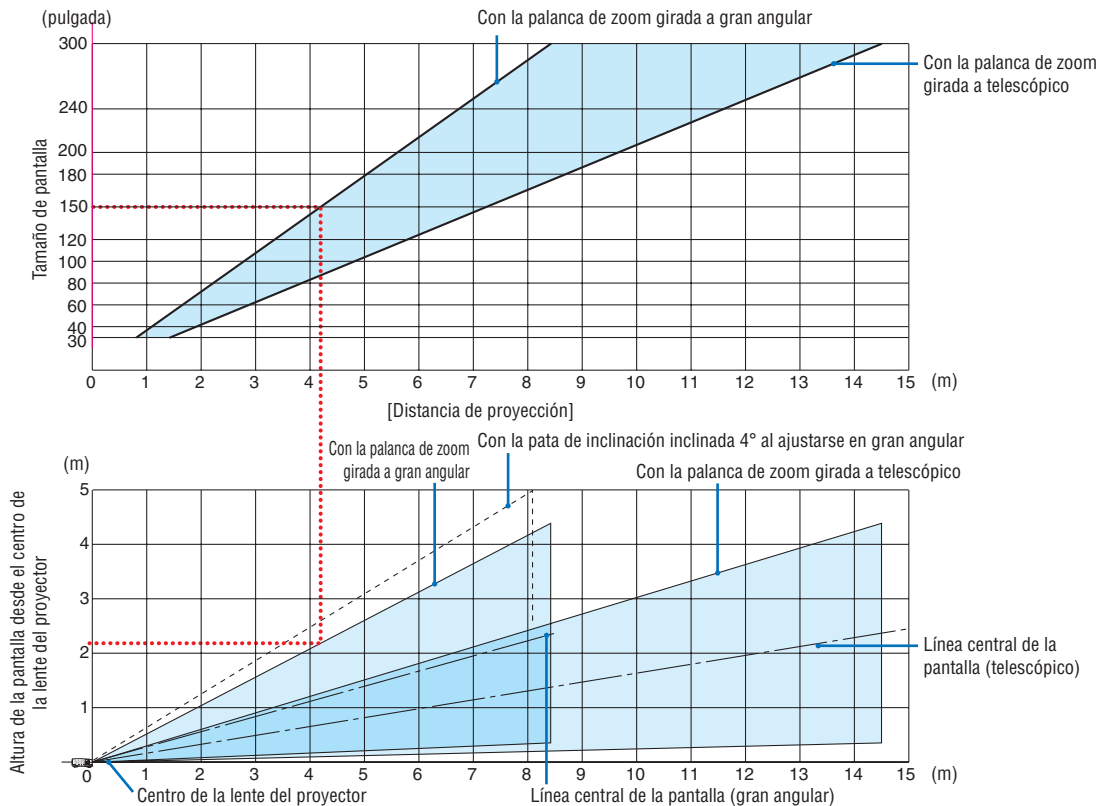 (pulgada)
Con la palanca de zoom girada a gran angular
Con la palanca de zoom
girada a telescópico
Tamaño de pantalla
300
240
200
180
150
120
100
80
60
40
30
0 1 2 3 4 5 6 7 8 9 10 11 12 13 14 15 (m)
[Distancia de proyección]
(m)
Con la palanca de zoom
girada a gran angular
Con la pata de inclinación inclinada 4° al ajustarse en gran angular
Con la palanca de zoom girada a telescópico
Altura de la pantalla desde el centro de
la lente del proyector
5
4
3
2
1
Línea central de la
pantalla (telescópico)
0 1 2 3 4 5 6 7 8 9 10 11 12 13 14 15 (m)
Centro de la lente del proyector
Línea central de la pantalla (gran angular)